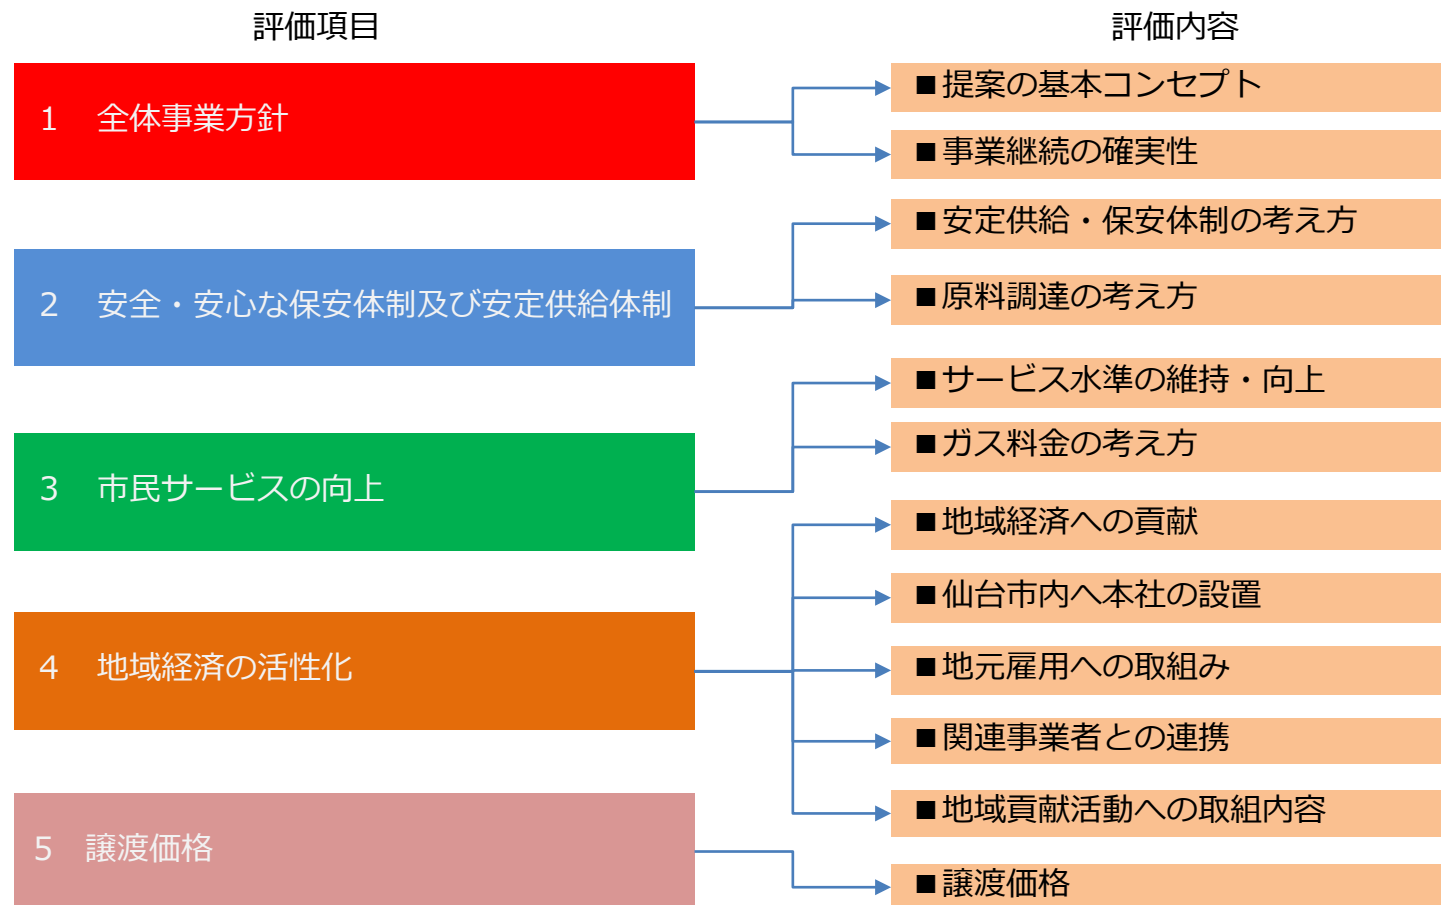 評価項目
評価内容
1 全体事業方針
■提案の基本コンセプト
■事業継続の確実性
2 安全・安心な保安体制及び安定供給体制
■安定供給・保安体制の考え方
■原料調達の考え方
3 市民サービスの向上
■サービス水準の維持・向上
■ガス料金の考え方
4 地域経済の活性化
■地域経済への貢献
■仙台市内へ本社の設置
■地元雇用への取組み
■関連事業者との連携
■地域貢献活動への取組内容
5 譲渡価格
■譲渡価格